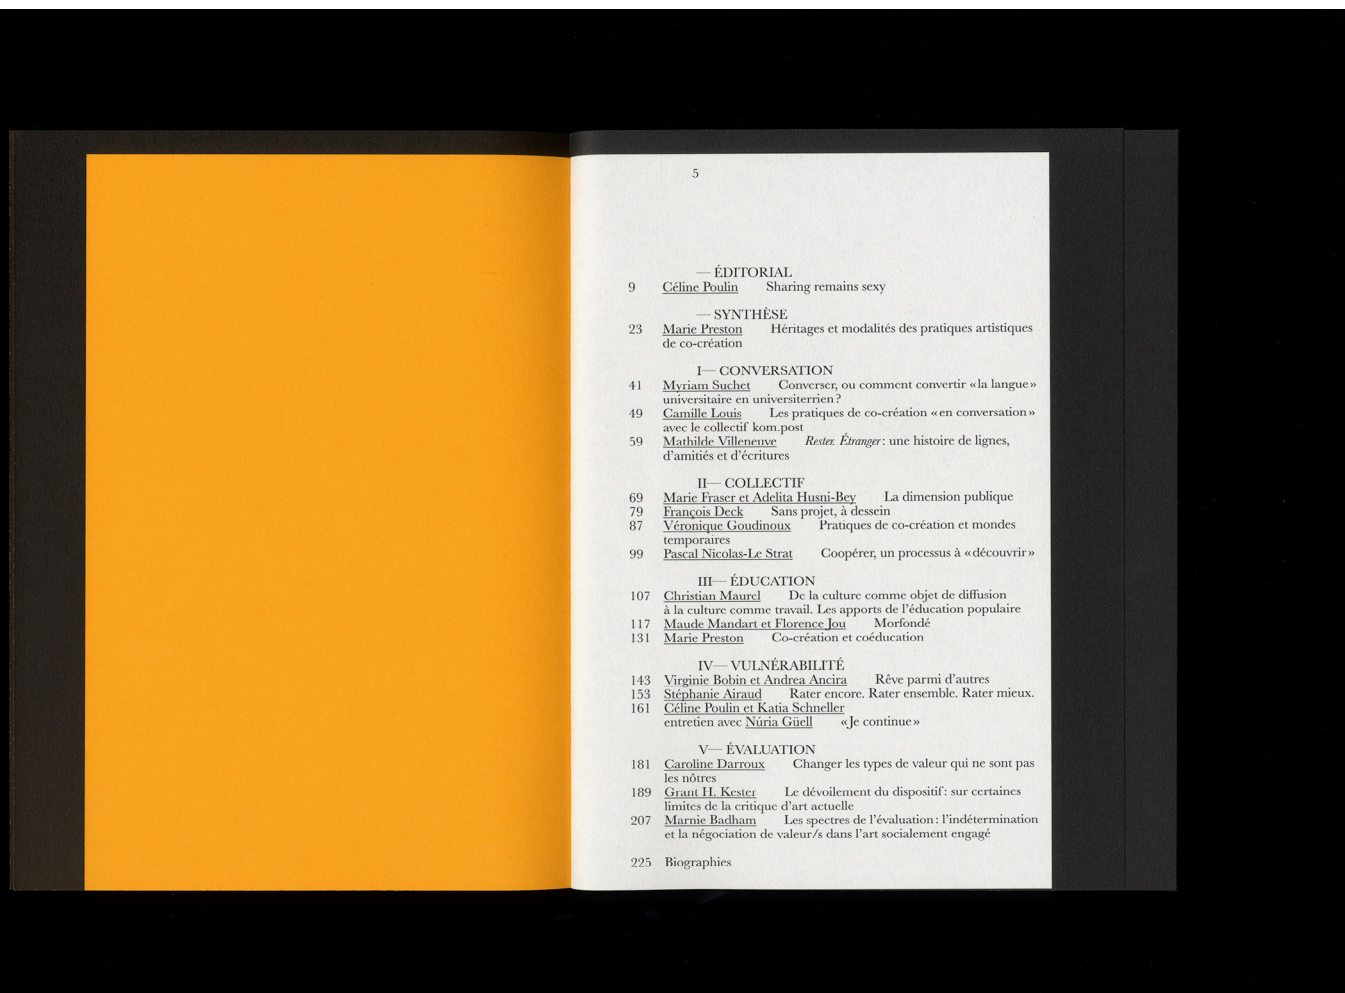 5
— ÉDITORIAL
9 Céline Poulin Sharing remains sexy
— SYNTHÈSE
23 Marie Preston Héritages et modalités des pratiques artistiques
de co-création
I— CONVERSATION
41 Myriam Suchet Converser, ou comment convertir « la langue »
universitaire en universiterrien ?
49 Camille Louis Les pratiques de co-création « en conversation »
avec le collectif kom.post
59 Mathilde Villeneuve Rester. Étranger : une histoire de lignes,
d'amitiés et d'écritures
II— COLLECTIF
69 Marie Fraser et Adelita Husni-Bey La dimension publique
79 François Deck Sans projet, à dessein
87 Véronique Goudinoux Pratiques de co-création et mondes
temporaires
99 Pascal Nicolas-Le Strat Coopérer, un processus à « découvrir »
III— ÉDUCATION
107 Christian Maurel De la culture comme objet de diffusion
à la culture comme travail. Les apports de l'éducation populaire
117 Maude Mandart et Florence Jou Morfondé
131 Marie Preston Co-création et coéducation
IV— VULNÉRABILITÉ
143 Virginie Bobin et Andrea Ancira Rêve parmi d'autres
153 Stéphanie Airaud Rater encore. Rater ensemble. Rater mieux.
161 Céline Poulin et Katia Schneller
entretien avec Núria Güell « Je continue »
V— ÉVALUATION
181 Caroline Darroux Changer les types de valeur qui ne sont pas
les nôtres
189 Grant H. Kester Le dévoilement du dispositif : sur certaines
limites de la critique d'art actuelle
207 Marnie Badham Les spectres de l'évaluation : l'indétermination
et la négociation de valeur/s dans l'art socialement engagé
225 Biographies